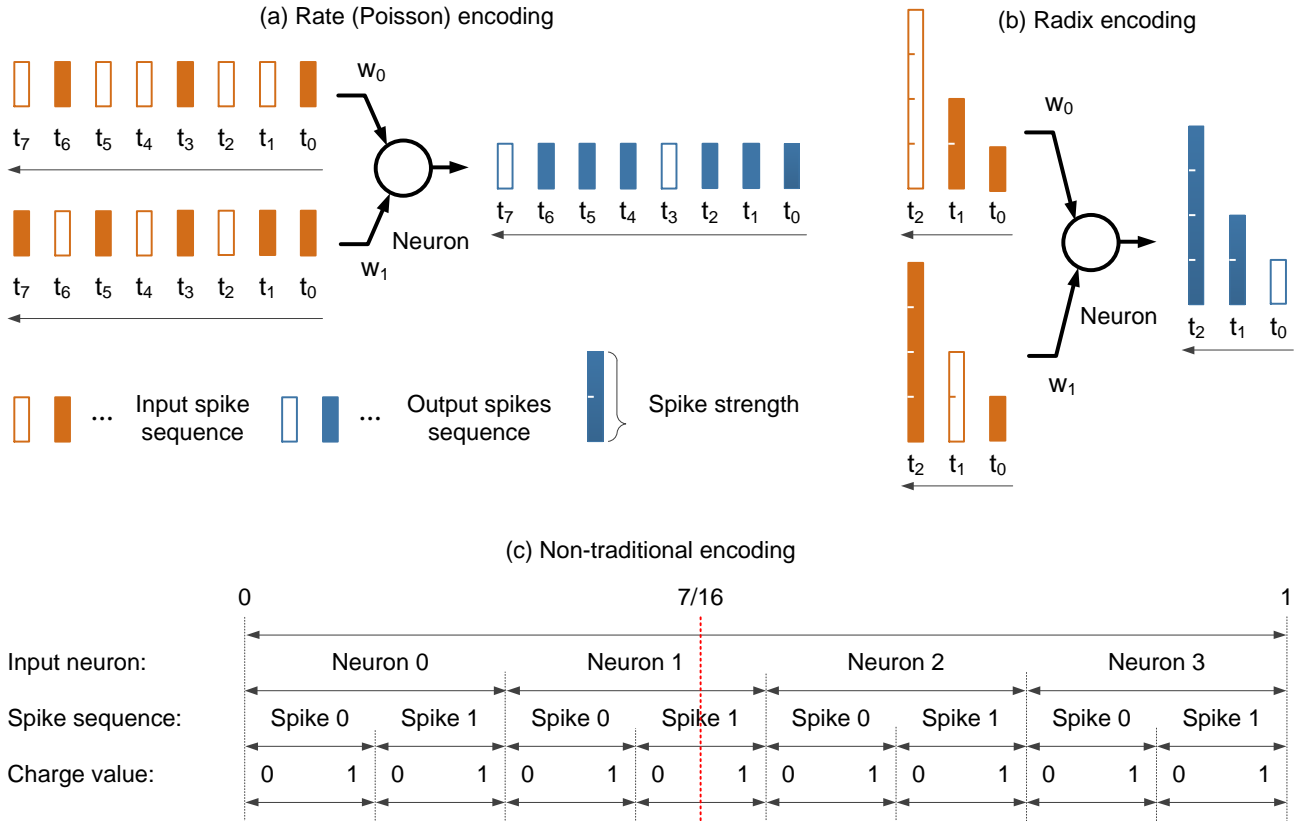 (a) Rate (Poisson) encoding
w0
t7 t6 t5 t4 t3 t2 t1 t0
t7 t6 t5 t4 t3 t2 t1 t0
Neuron
w1
t7 t6 t5 t4 t3 t2 t1 t0
... Input spike sequence
... Output spikes sequence
Spike strength
(b) Radix encoding
w0
t2 t1 t0
Neuron
t2 t1 t0
w1
t2 t1 t0
(c) Non-traditional encoding
0 7/16 1
Input neuron: Neuron 0 Neuron 1 Neuron 2 Neuron 3
Spike sequence: Spike 0 Spike 1 Spike 0 Spike 1 Spike 0 Spike 1 Spike 0 Spike 1
Charge value: 0 1 0 1 0 1 0 1 0 1 0 1 0 1 0 1